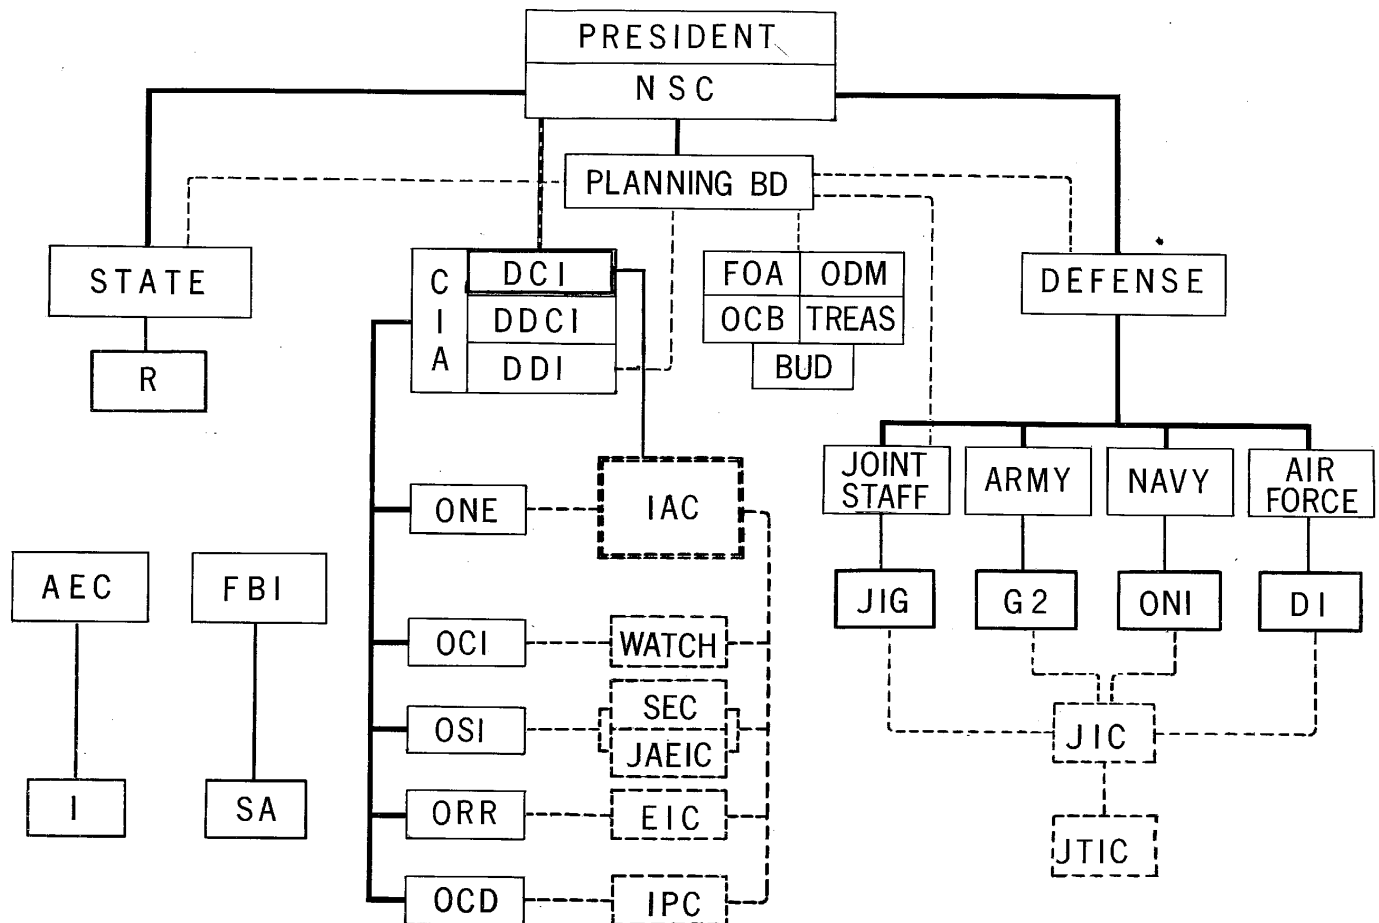 PRESIDENT
NSC
PLANNING BD
STATE
R
CIA
DCI
DDCI
DDI
FOA
ODM
OCB
TREAS
BUD
DEFENSE
JOINT
STAFF
ARMY
NAVY
AIR
FORCE
ONE
IAC
AEC
FBI
JIG
G2
ONI
DI
OCI
WATCH
OSI
SEC
JAEIC
JIC
I
SA
ORR
EIC
JTIC
OCD
IPC